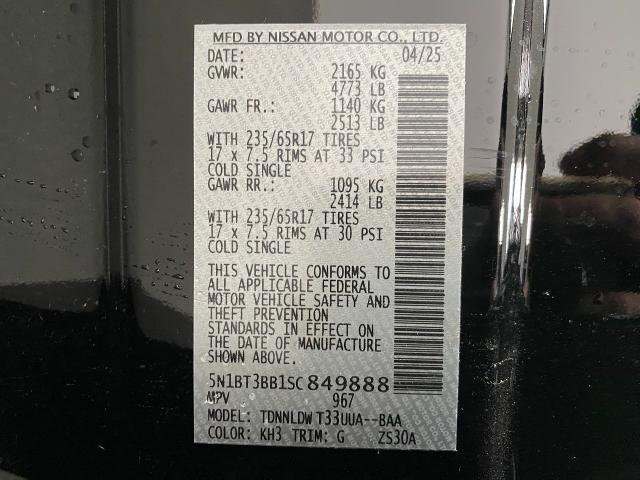 MFD BY NISSAN MOTOR CO., LTD.
DATE: 04/25
GVWR: 2165 KG
4773 LB
GAWR FR.: 1140 KG
2513 LB
WITH 235/65R17 TIRES
17 x 7.5 RIMS AT 33 PSI
COLD SINGLE
GAWR RR.: 1095 KG
2414 LB
WITH 235/65R17 TIRES
17 x 7.5 RIMS AT 30 PSI
COLD SINGLE
THIS VEHICLE CONFORMS TO
ALL APPLICABLE FEDERAL
MOTOR VEHICLE SAFETY AND
THEFT PREVENTION
STANDARDS IN EFFECT ON
THE DATE OF MANUFACTURE
SHOWN ABOVE.
5N1BT3BB1SC849888
MPV 967
MODEL: TDNNLDW T33UUA--BAA
COLOR: KH3 TRIM: G ZS30A